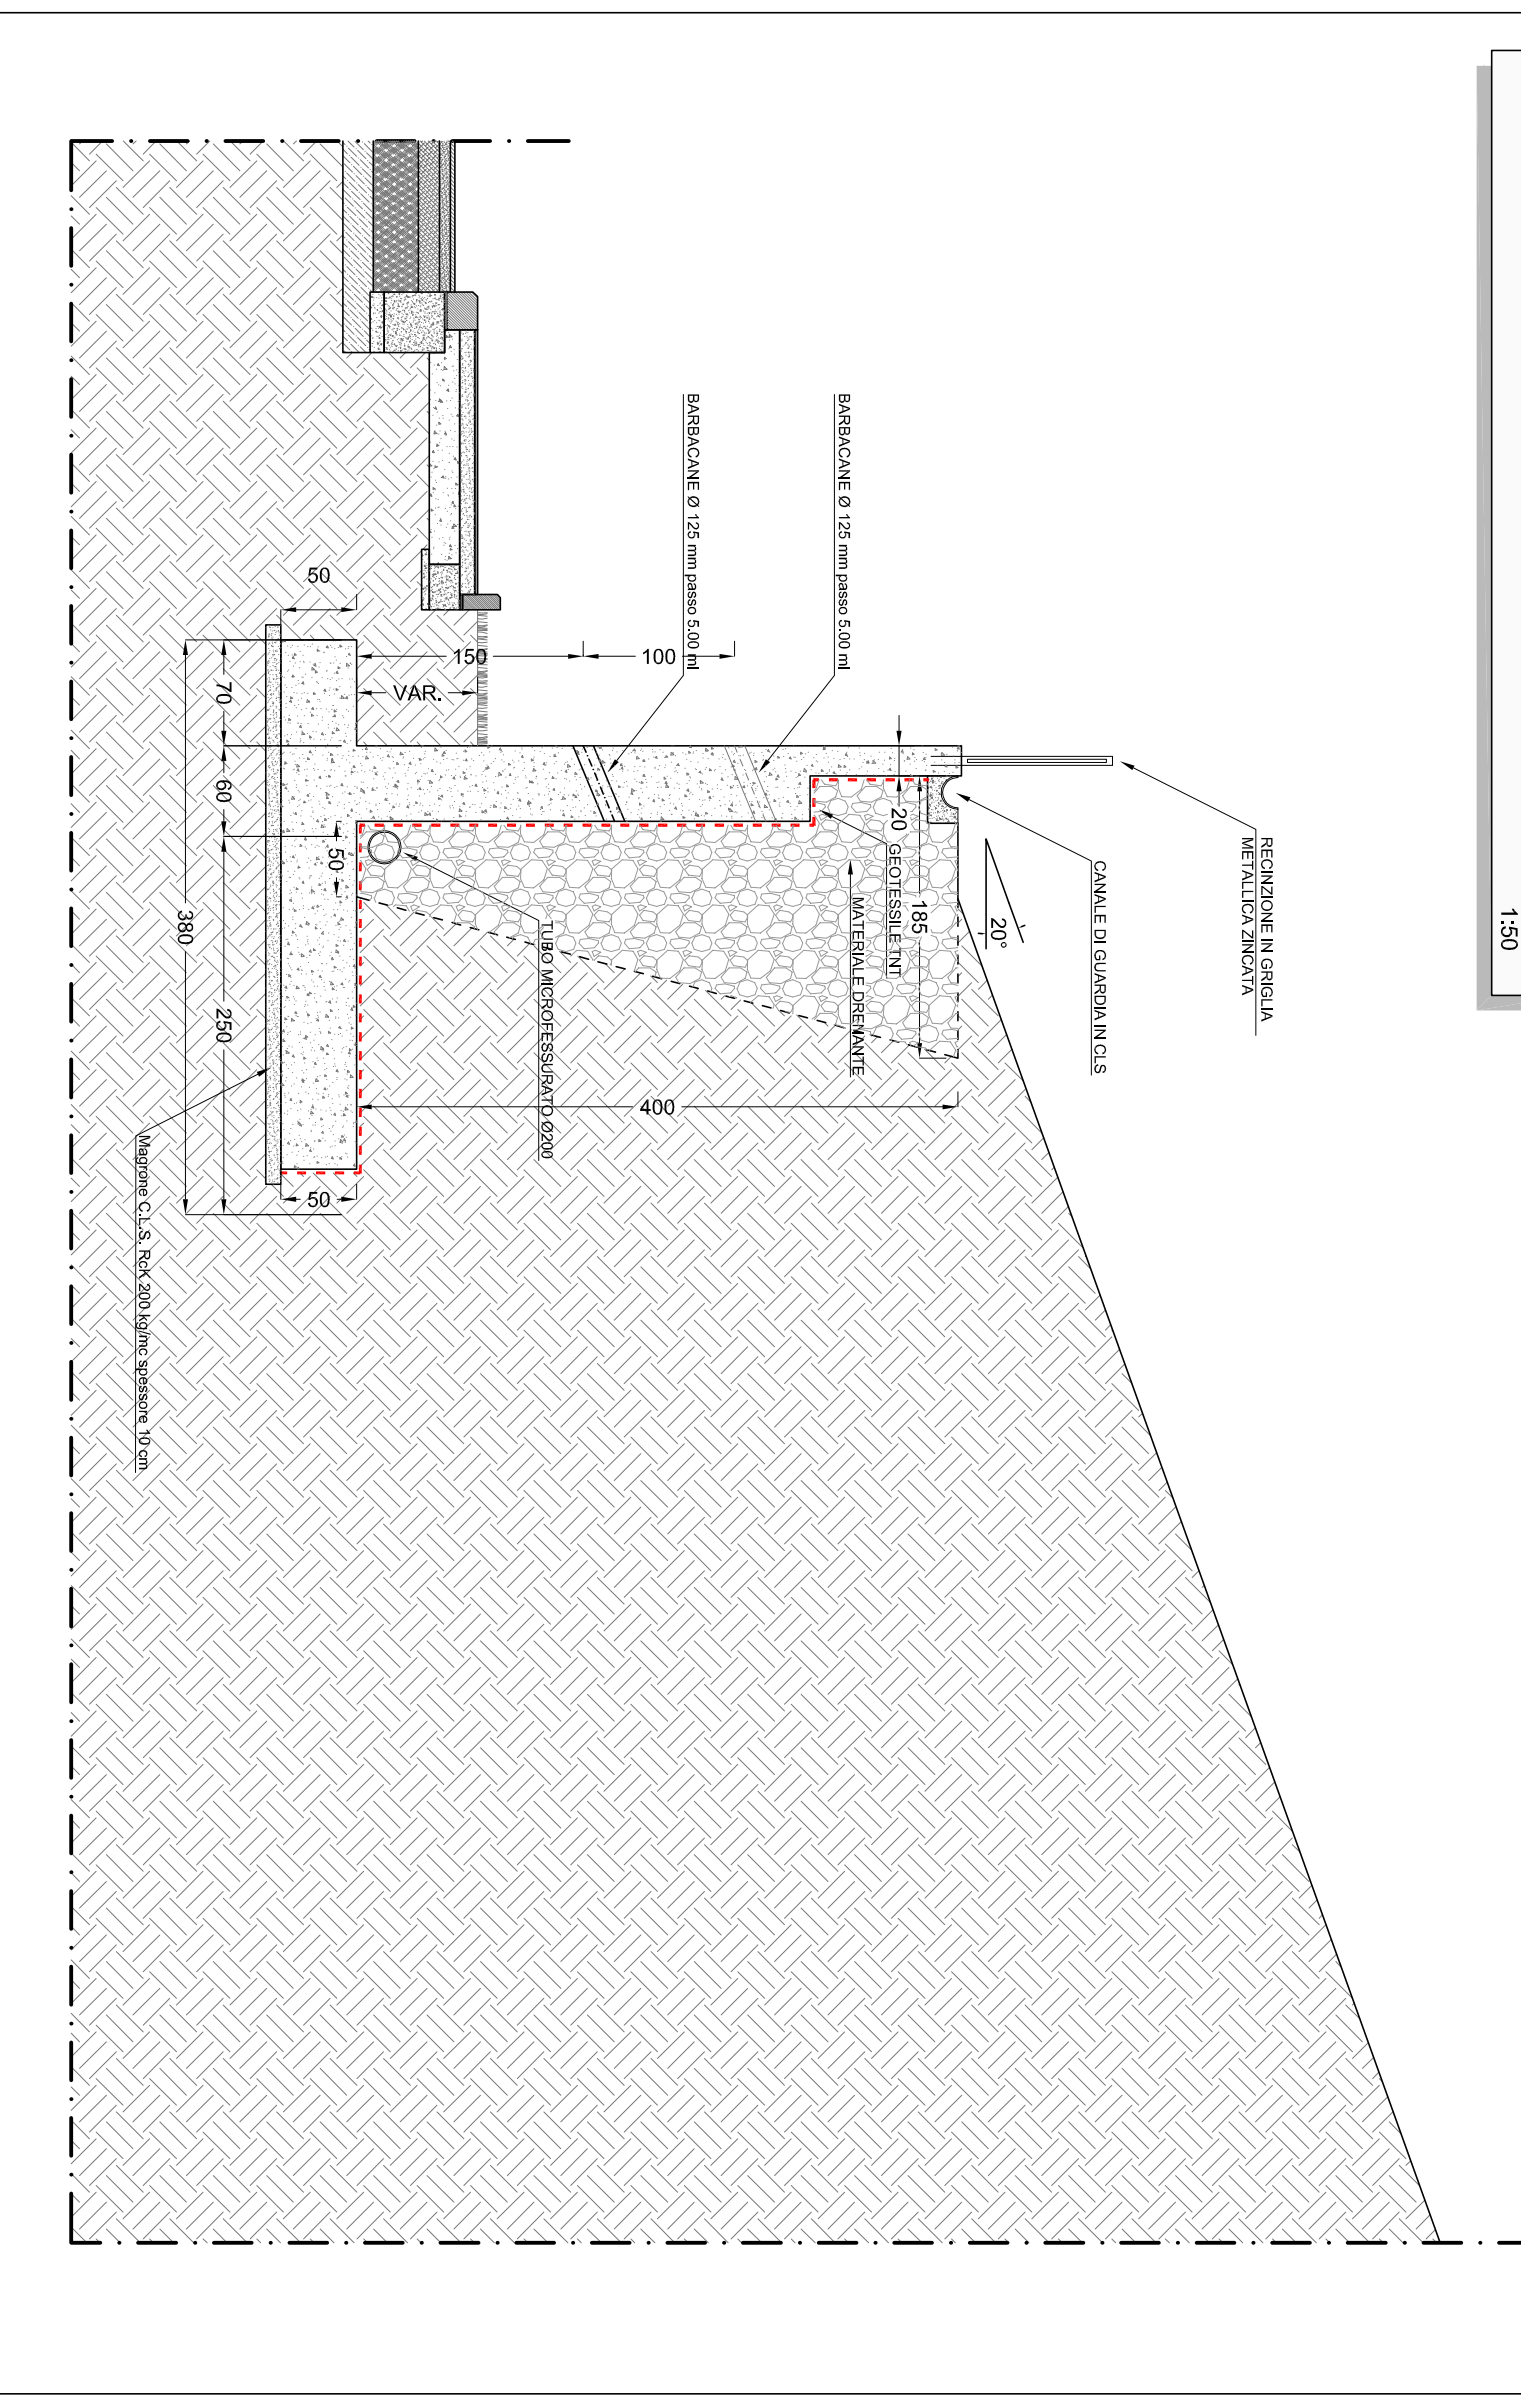 1:50
RECINZIONE IN GRIGLIA
METALLICA ZINCATA
CANALE DI GUARDIA IN CLS
20°
BARBACANE Ø 125 mm passo 5.00 ml
BARBACANE Ø 125 mm passo 5.00 ml
20
185
GEOTESSILE TNT
MATERIALE DRENANTE
100
150
VAR.
400
TUBO MICROFESSURATO Ø200
50
50
50
70
60
250
380
Magrone C.L.S. RcK 200 kg/mc spessore 10 cm